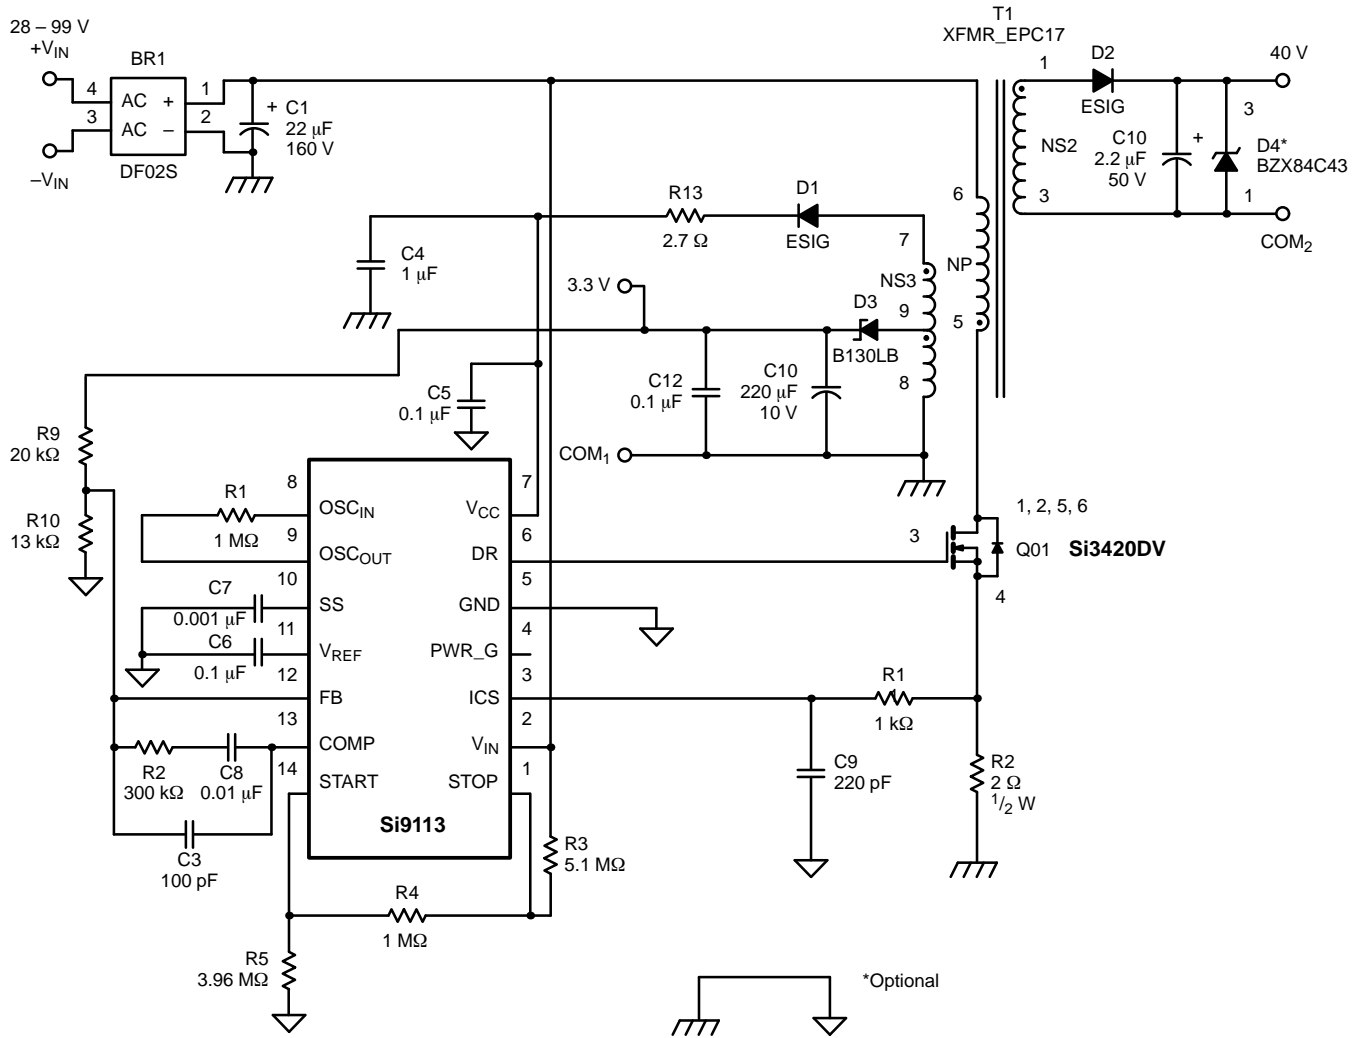 28 – 99 V
+VIN
BR1
4
AC
+
1
3
AC
–
2
DF02S
–VIN
+
C1
22 μF
160 V
T1
XFMR_EPC17
1
D2
ESIG
NS2
3
C10
2.2 μF
50 V
+
40 V
3
D4*
BZX84C43
1
COM2
6
NP
5
R13
2.7 Ω
D1
ESIG
7
NS3
9
8
C4
1 μF
3.3 V
D3
B130LB
C12
0.1 μF
C10
220 μF
10 V
COM1
C5
0.1 μF
R9
20 kΩ
R10
13 kΩ
8
OSCIN
R1
1 MΩ
9
OSCOUT
10
SS
C7
0.001 μF
11
VREF
C6
0.1 μF
12
FB
13
COMP
R2
300 kΩ
C8
0.01 μF
14
START
C3
100 pF
7
VCC
6
DR
5
GND
4
PWR_G
3
ICS
2
VIN
1
STOP
Si9113
1, 2, 5, 6
3
Q01
Si3420DV
4
R1
1 kΩ
C9
220 pF
R2
2 Ω
1/2 W
R3
5.1 MΩ
R4
1 MΩ
R5
3.96 MΩ
*Optional